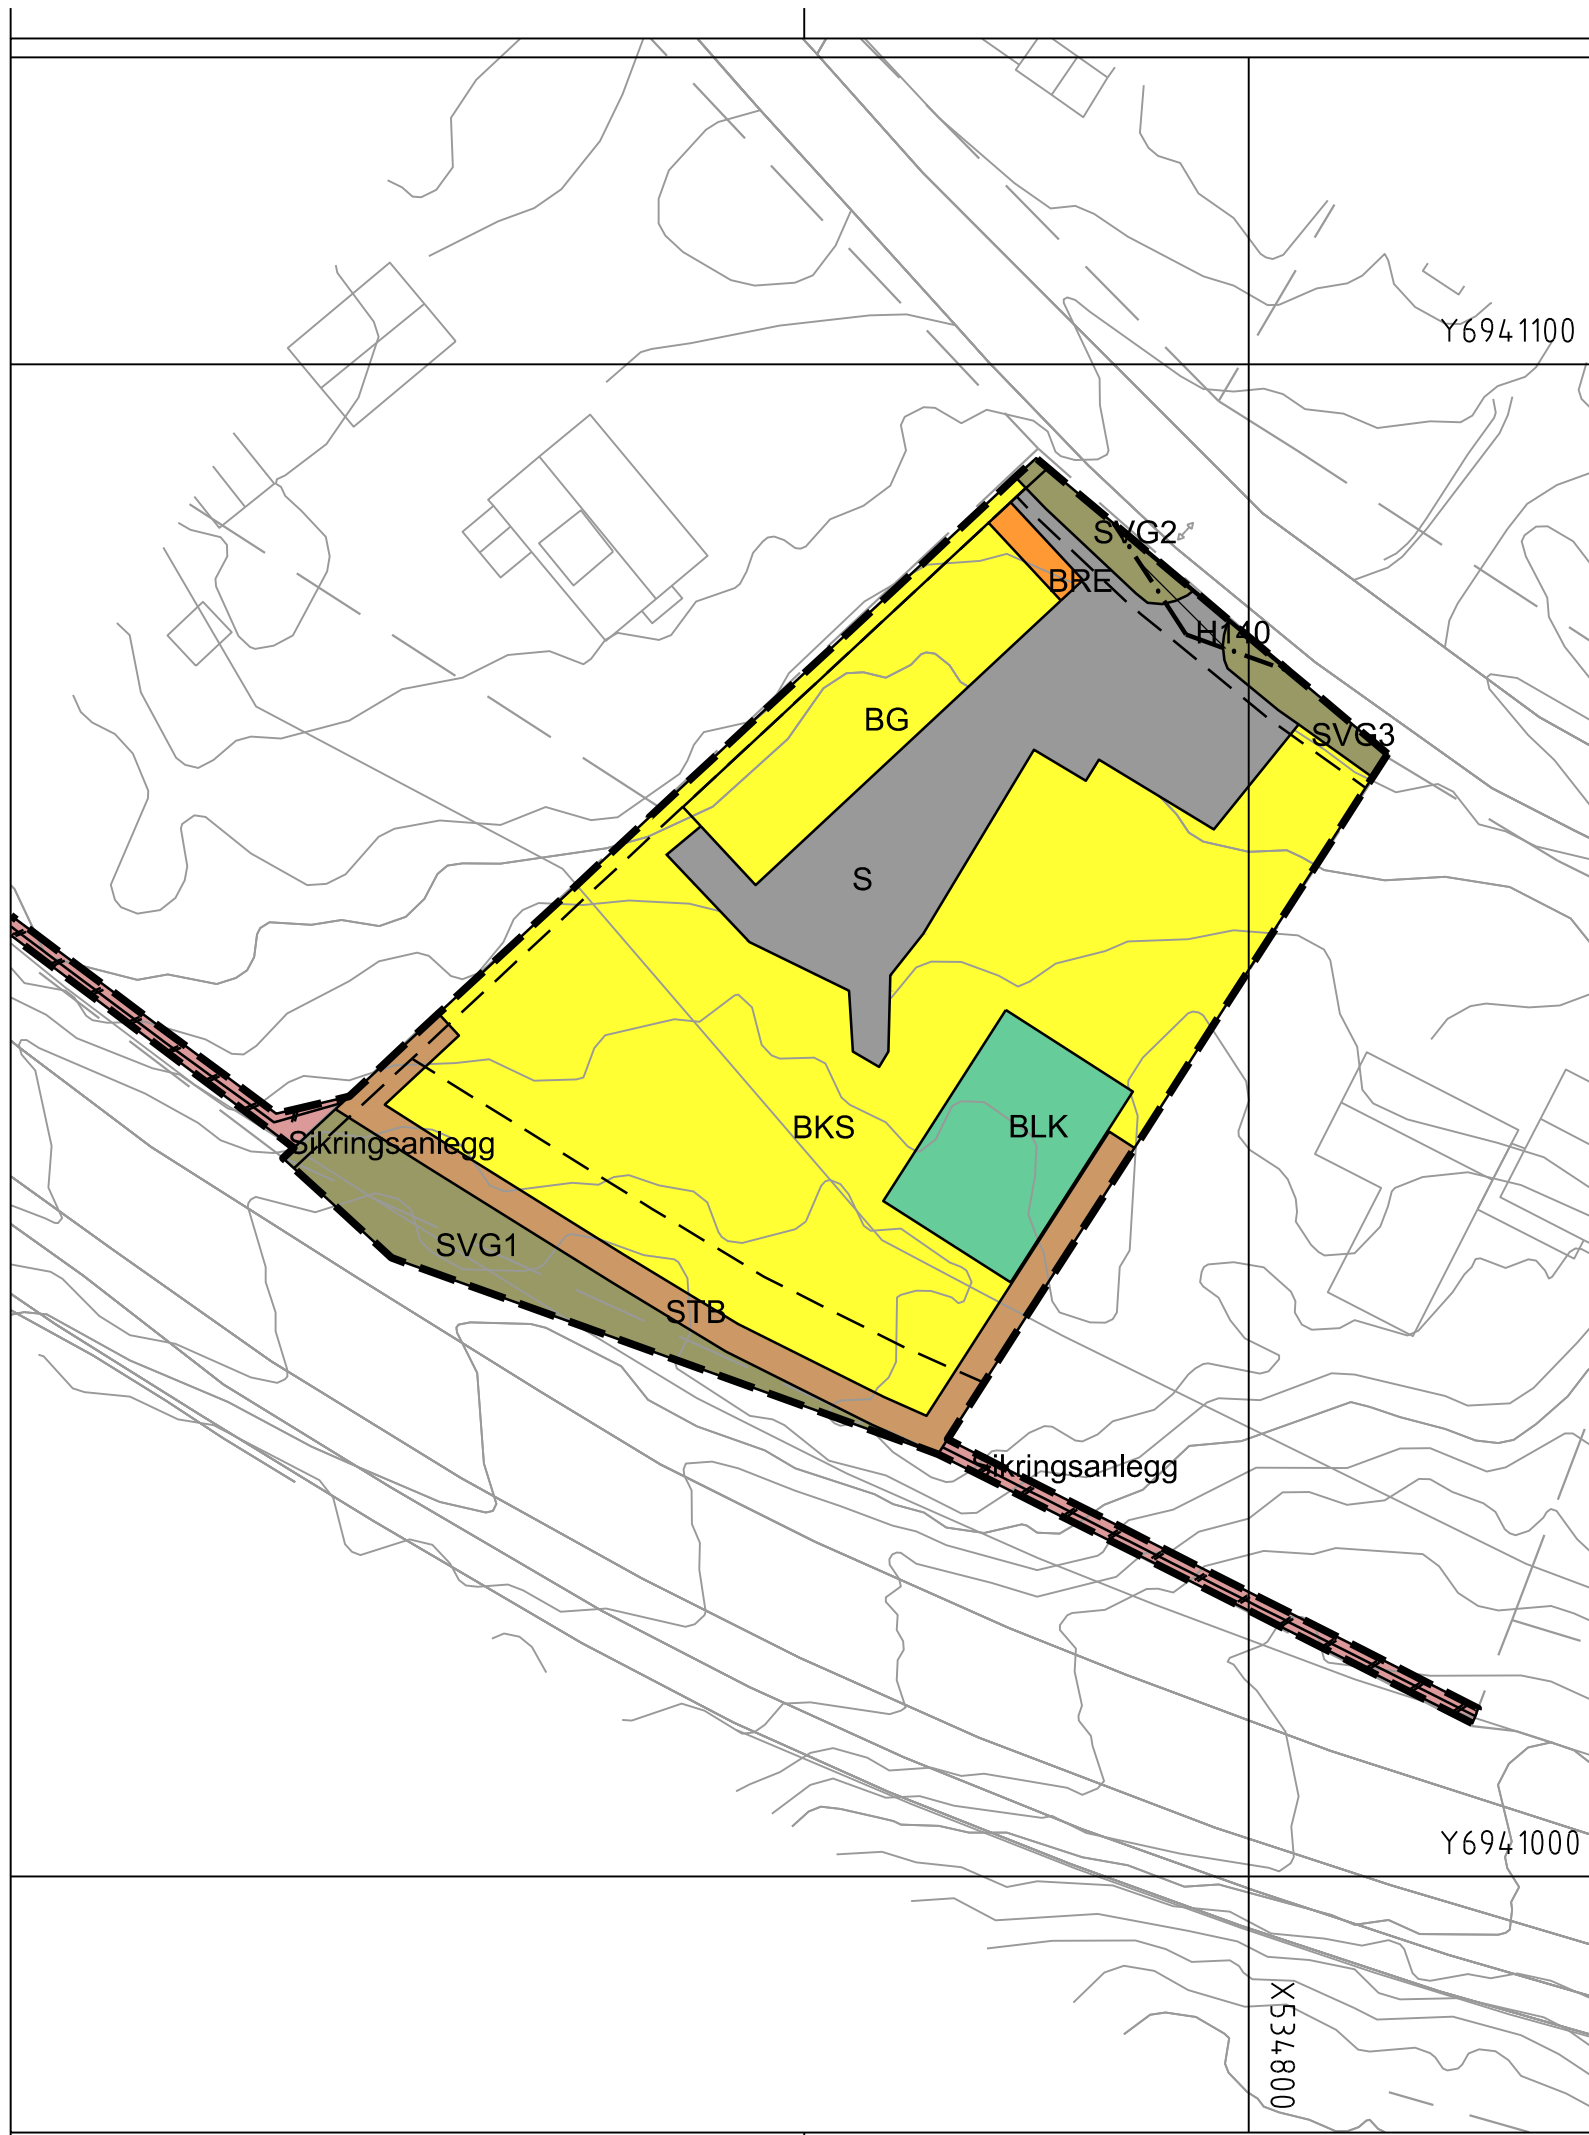 Y6941100
SVG2
BRE
H140
BG
SVG3
S
BKS
BLK
Sikringsanlegg
SVG1
STB
Sikringsanlegg
Y6941000
X534800